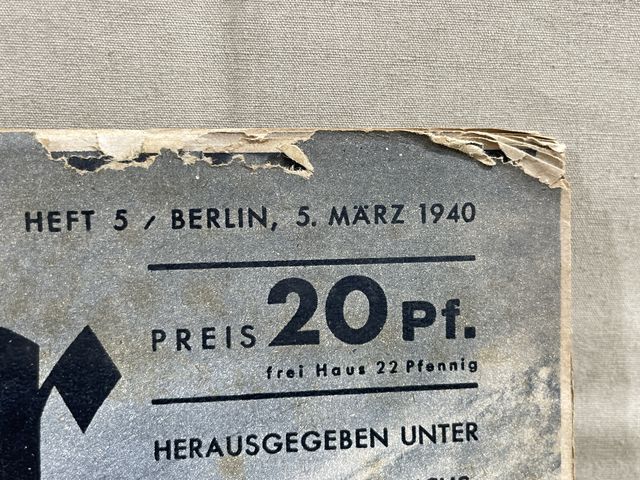 HEFT 5 / BERLIN, 5. MÄRZ 1940
PREIS 20 Pf.
frei Haus 22 Pfennig
HERAUSGEGEBEN UNTER